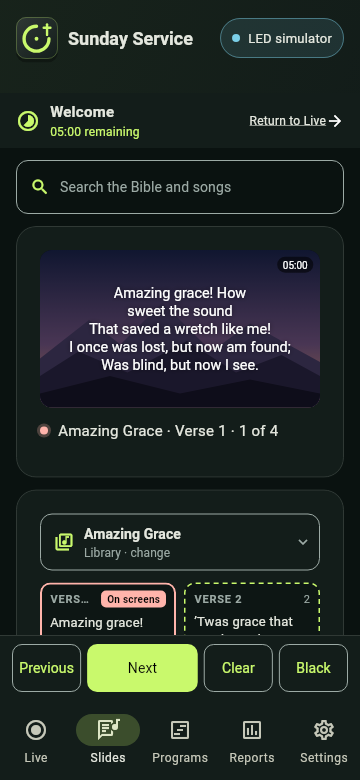 Sunday Service
LED simulator
Welcome
05:00 remaining
Return to Live
Search the Bible and songs
05:00
Amazing grace! How
sweet the sound
That saved a wretch like me!
I once was lost, but now am found;
Was blind, but now I see.
Amazing Grace · Verse 1 · 1 of 4
Amazing Grace
Library · change
VERS… On screens
VERSE 2 2
Amazing grace!
'Twas grace that
Previous
Next
Clear
Black
Live
Slides
Programs
Reports
Settings